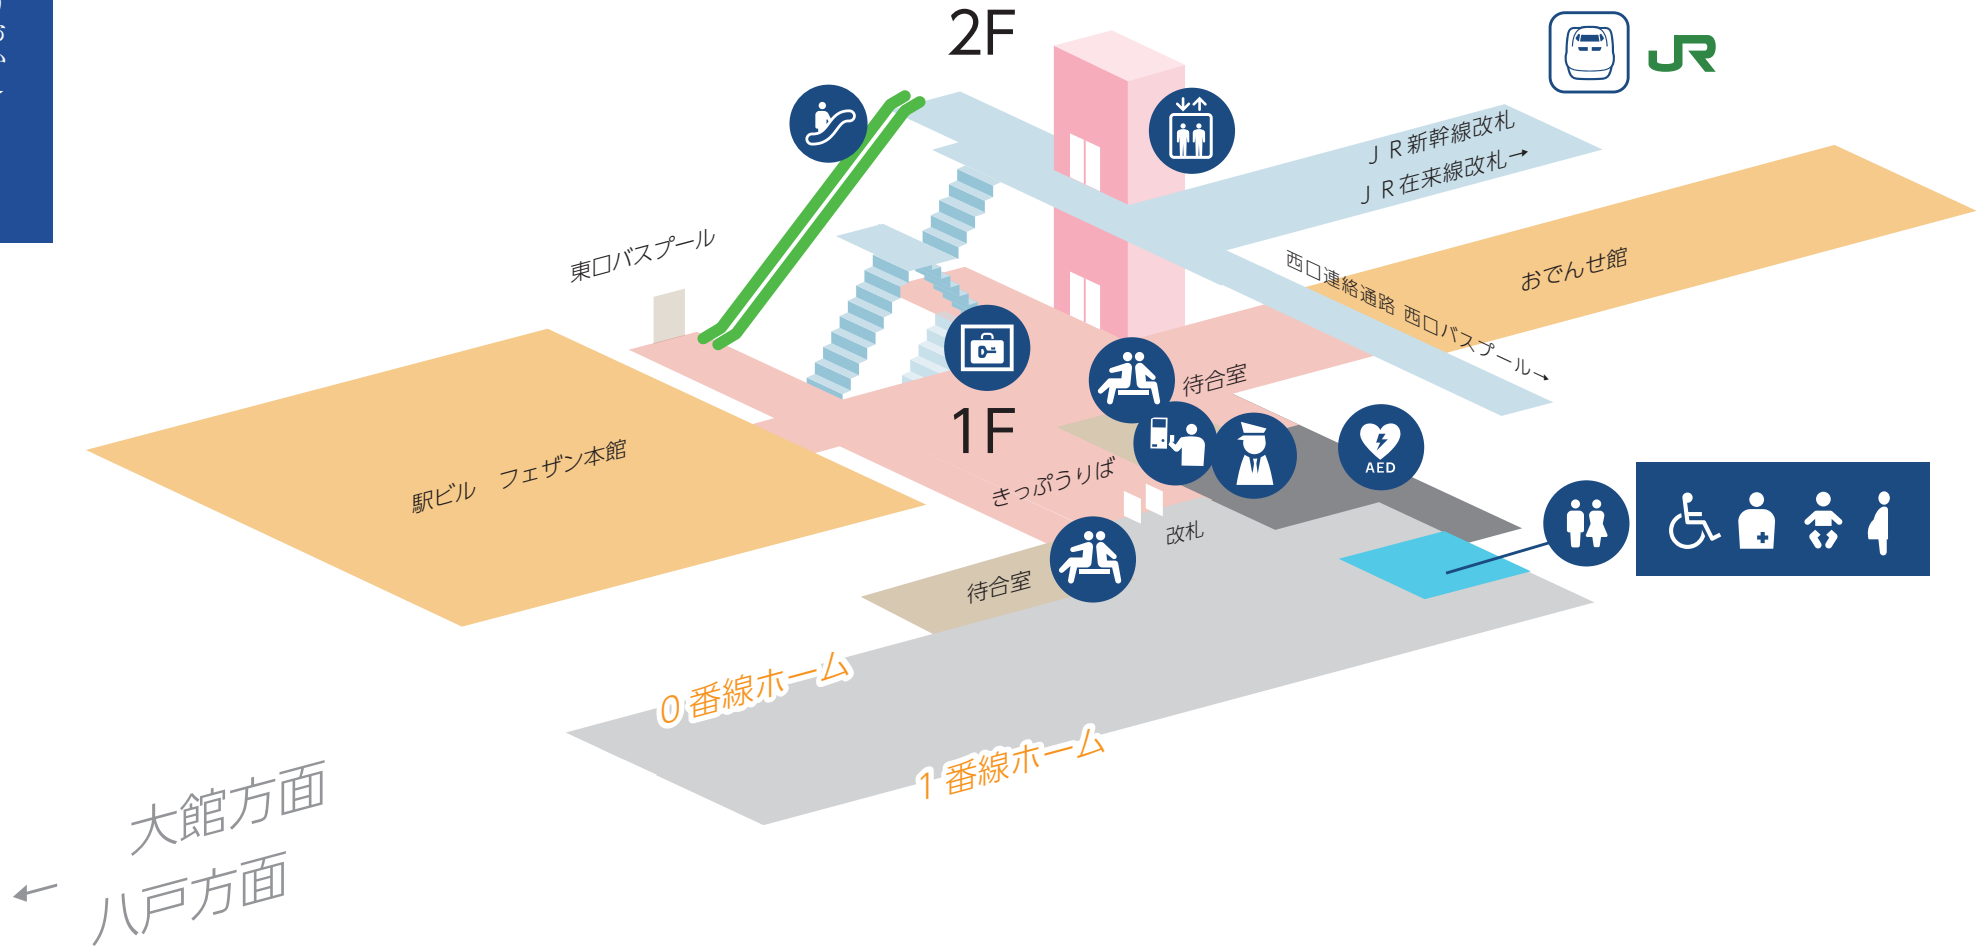 2F
JR
ＪＲ新幹線改札
ＪＲ在来線改札→
東口バスプール
おでんせ館
西口連絡通路 西口バスプール→
待合室
1F
AED
駅ビル　フェザン本館
きっぷうりば
改札
待合室
0番線ホーム
1番線ホーム
大館方面
←八戸方面